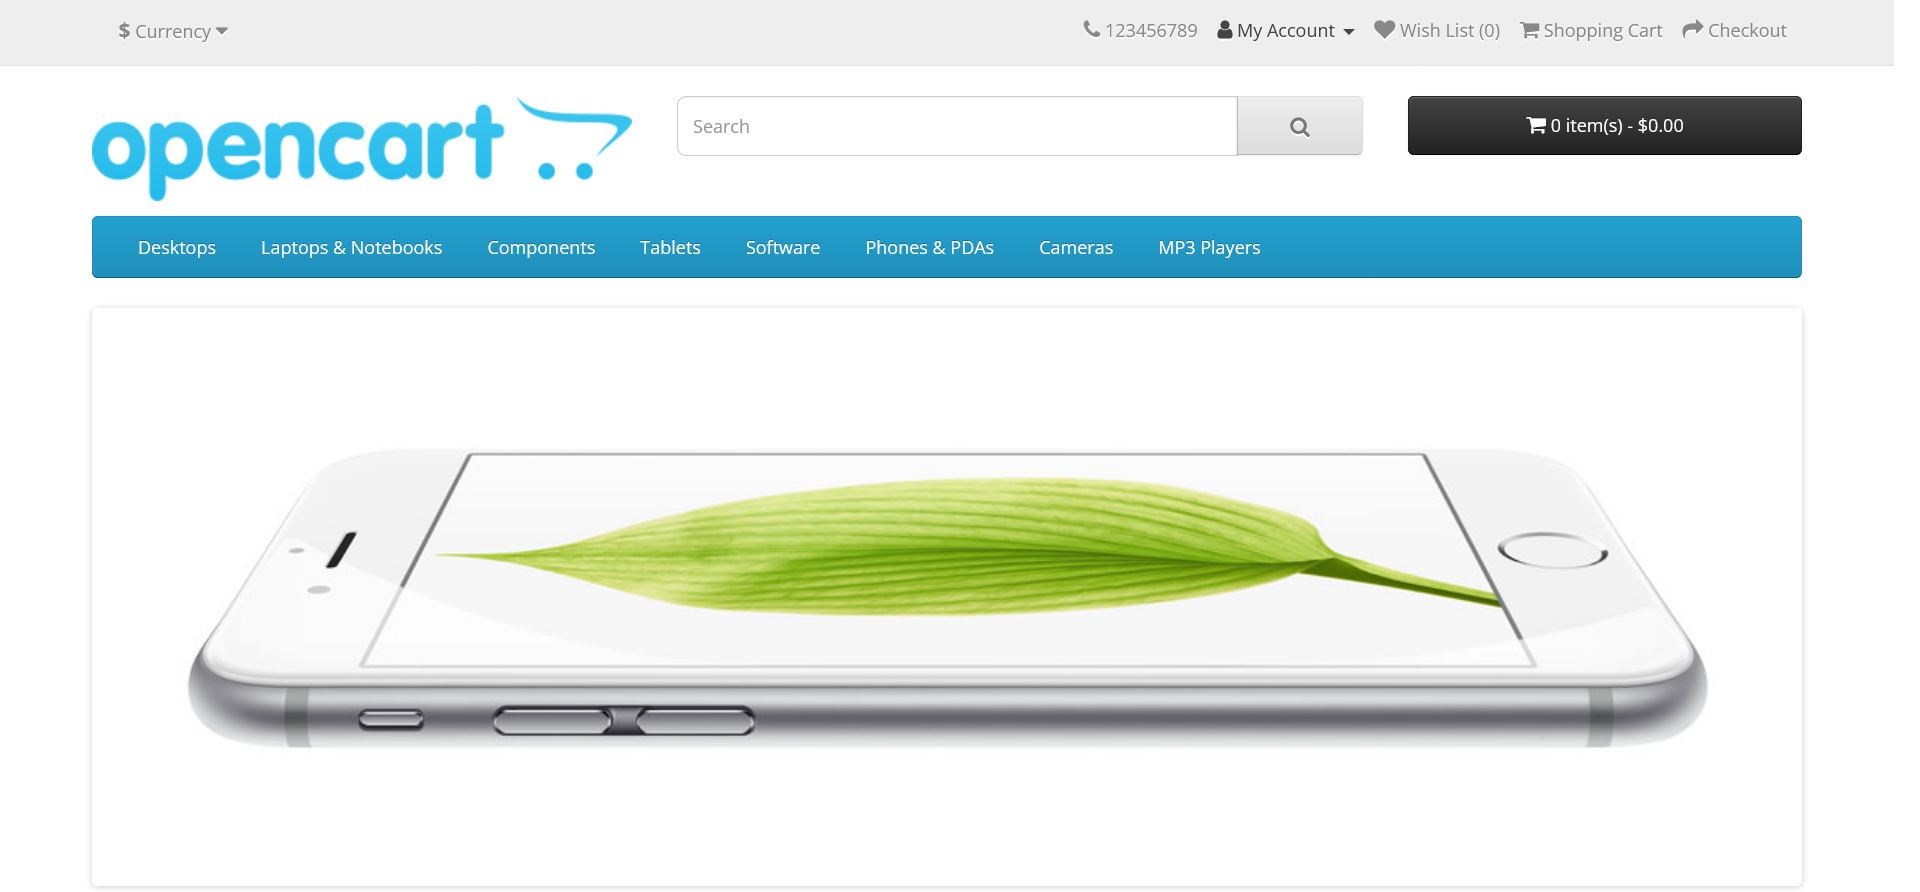 $ Currency
123456789 My Account Wish List (0) Shopping Cart Checkout
opencart
Search
0 item(s) - $0.00
Desktops Laptops & Notebooks Components Tablets Software Phones & PDAs Cameras MP3 Players